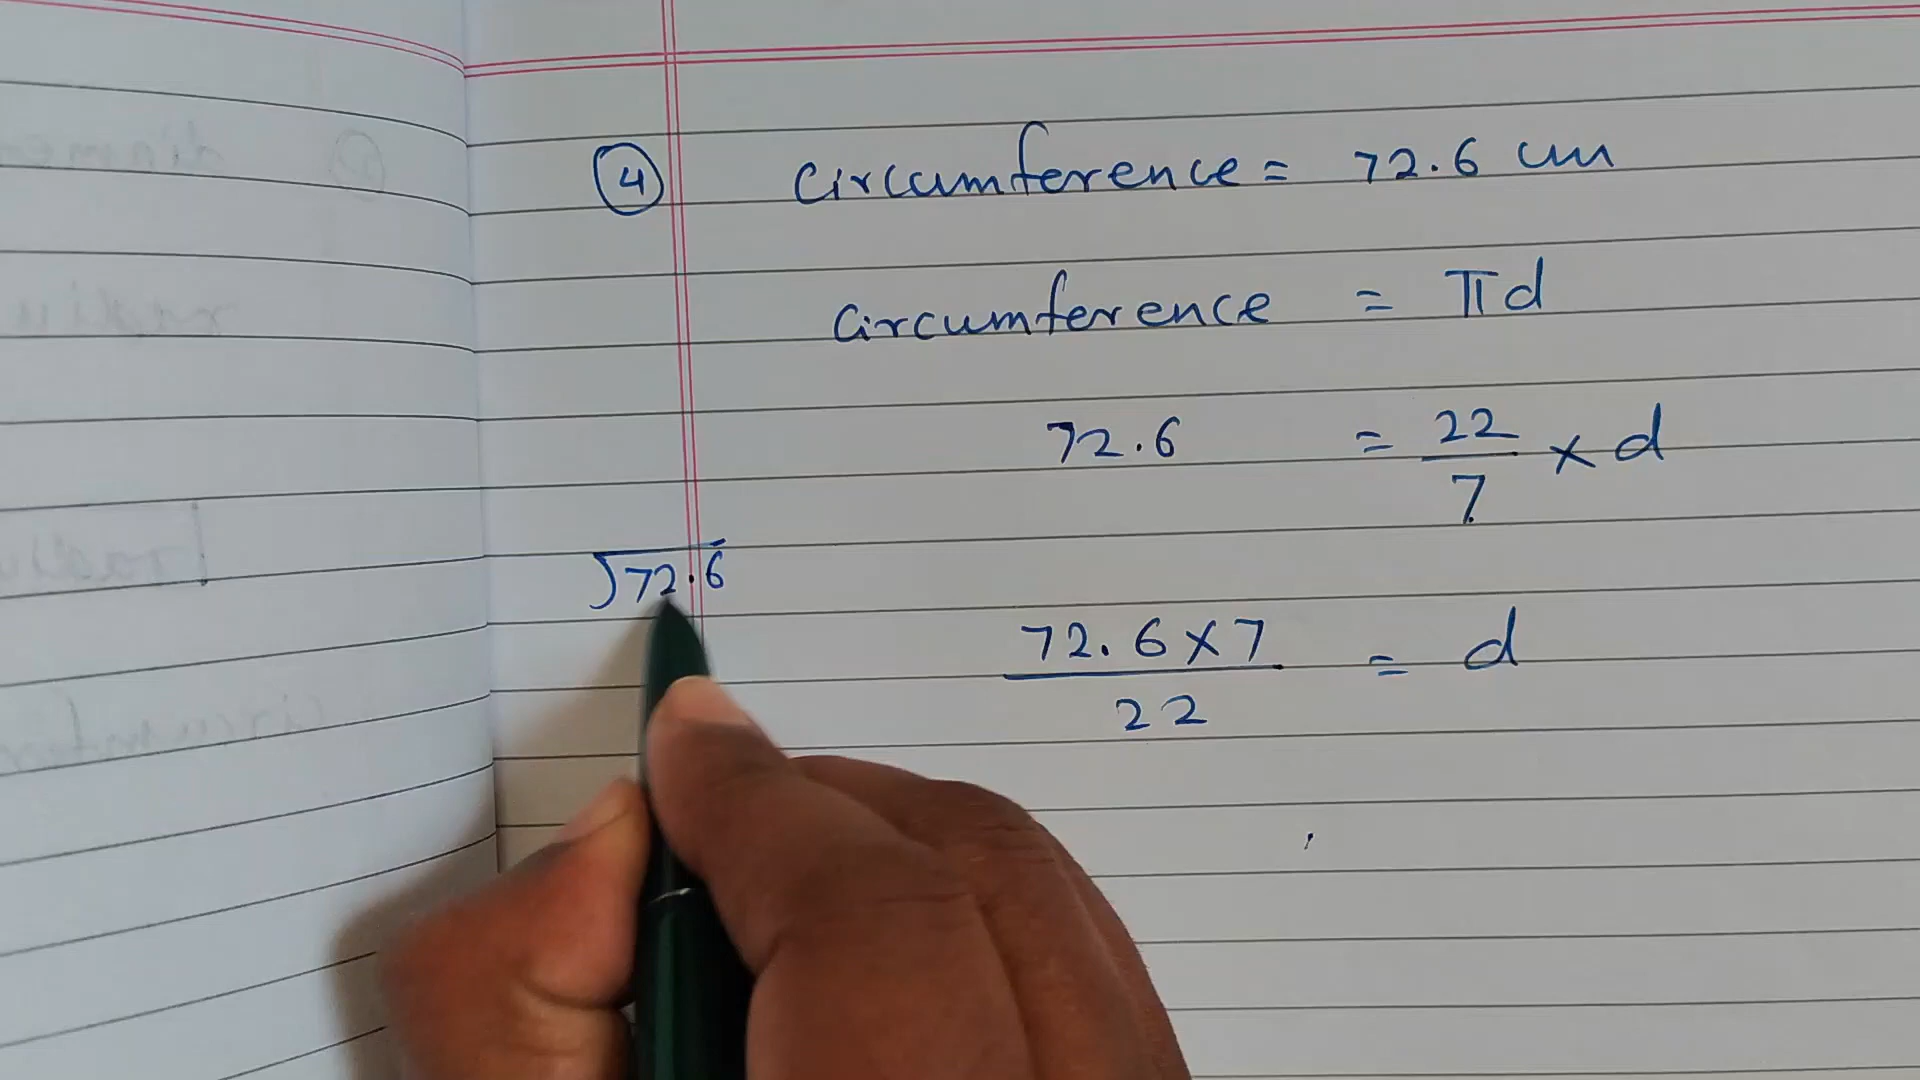 ④ Circumference = 72.6 cm
Circumference = πd
72.6 = 22/7 × d
72.6
72.6 × 7 / 22 = d